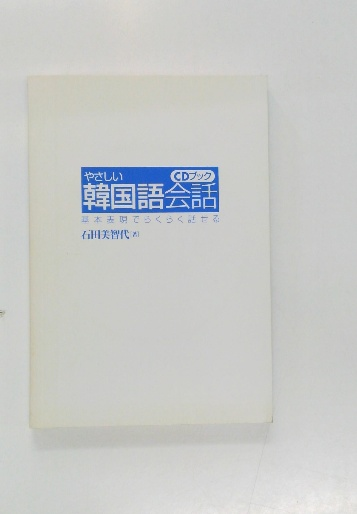 やさしい
CDブック
韓国語会話
基本表現でらくらく話せる
石田美智代 著